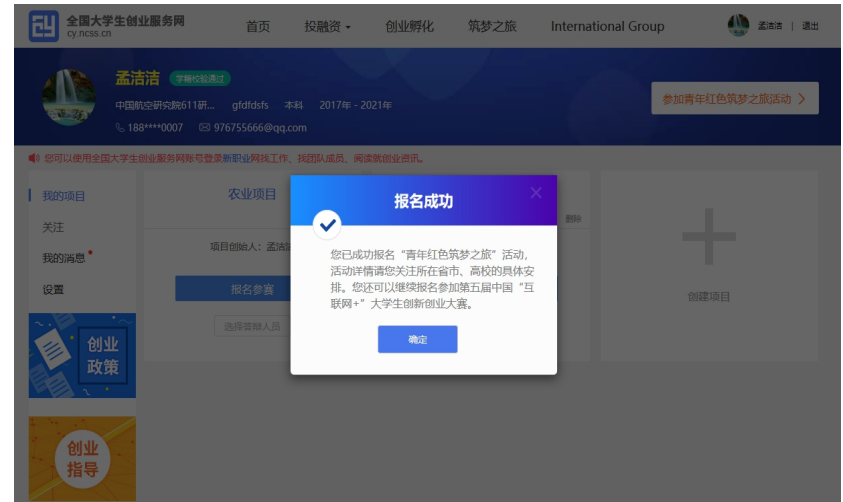 全国大学生创业服务网
cy.ncss.cn
首页 投融资 创业孵化 筑梦之旅 International Group 孟洁洁 | 退出
孟洁洁 学籍校验通过
中国航空研究院611研... gfdfdsfs 本科 2017年 - 2021年
188****0007 976755666@qq.com
参加青年红色筑梦之旅活动
您可以使用全国大学生创业服务网账号登录新职业网找工作、找团队成员、阅读就创业资讯。
我的项目
关注
我的消息
设置
创业
政策
创业
指导
农业项目
删除
项目创始人：孟洁
报名参赛
选择答辩人员
创建项目
报名成功
您已成功报名“青年红色筑梦之旅”活动，
活动详情请您关注所在省市、高校的具体安
排。您还可以继续报名参加第五届中国“互
联网+”大学生创新创业大赛。
确定